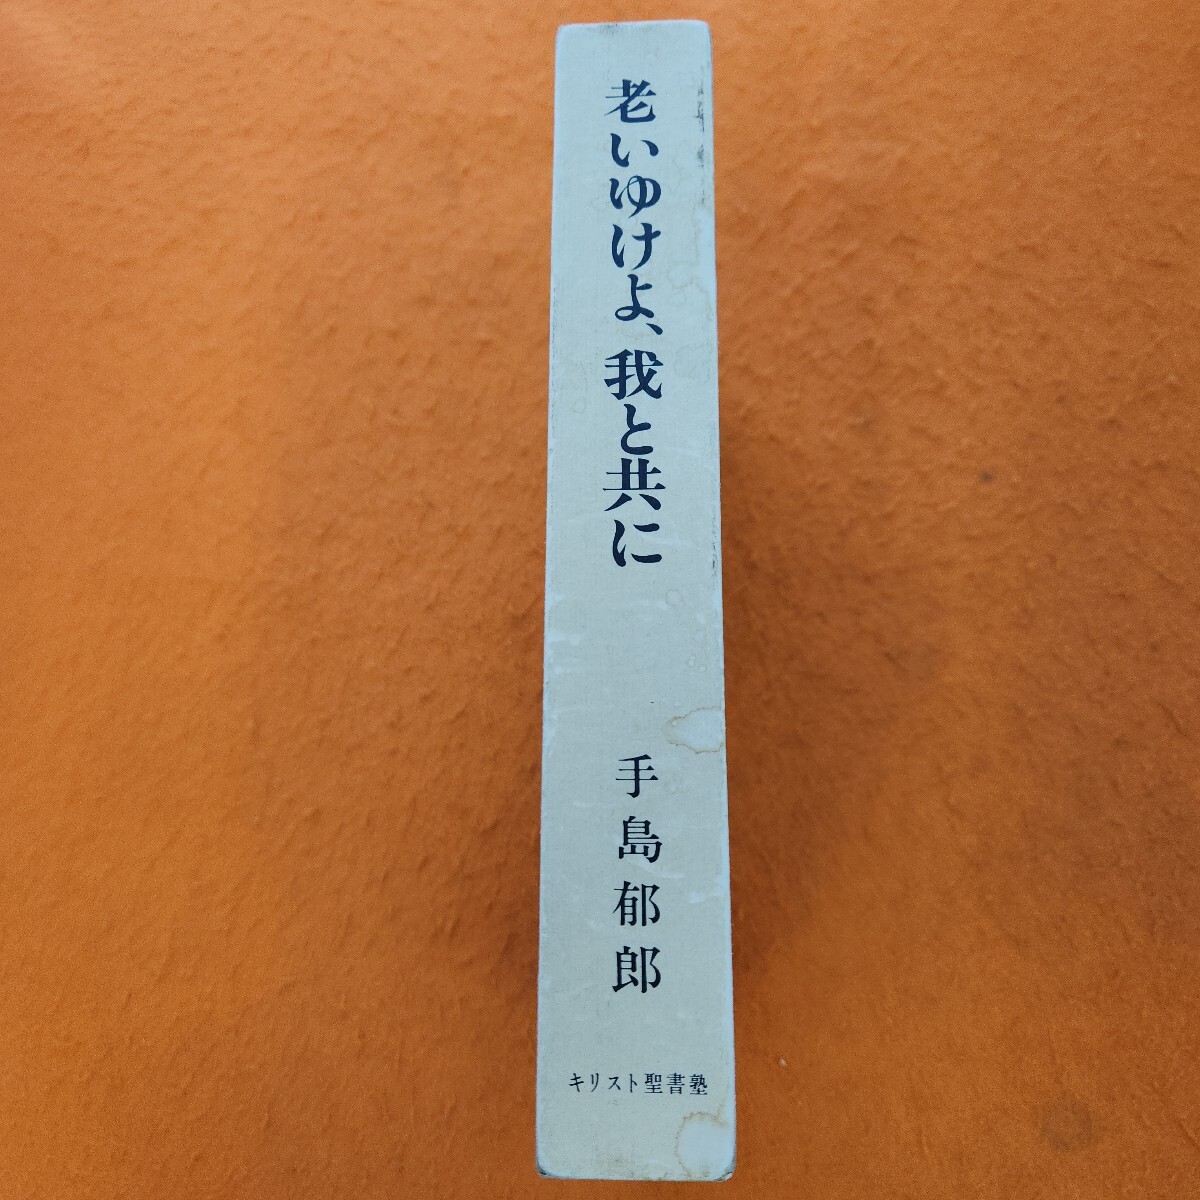 老いゆけよ、我と共に
手島郁郎
キリスト聖書塾